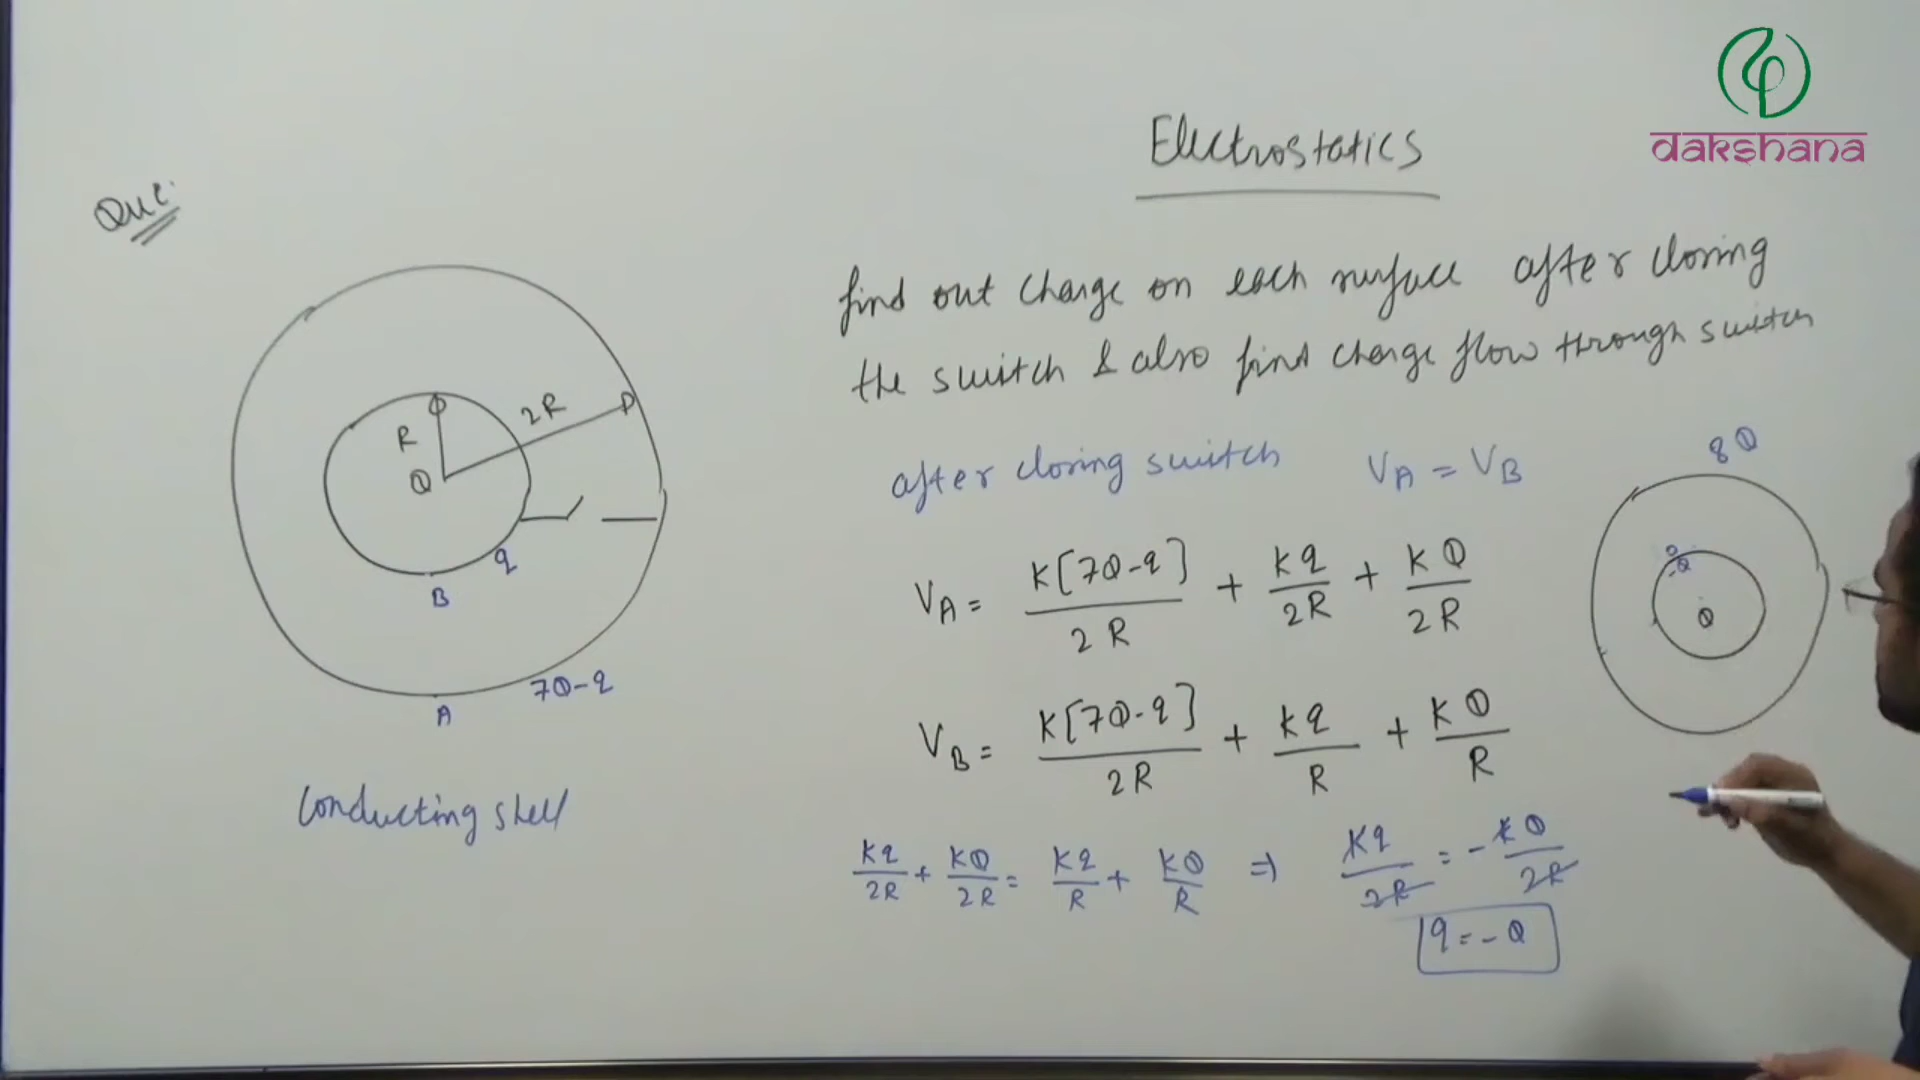 dakshana
Electrostatics
Que:
find out charge on each surface after closing
the switch & also find charge flow through switch
R
2R
Q
q
B
7Q-q
A
Conducting shell
after closing switch VA = VB
VA = K[7Q-q]/2R + Kq/2R + KQ/2R
VB = K[7Q-q]/2R + Kq/R + KQ/R
Kq/2R + KQ/2R = Kq/R + KQ/R ⇒ Kq/2R = -KQ/2R
q = -Q
8Q
-Q
Q